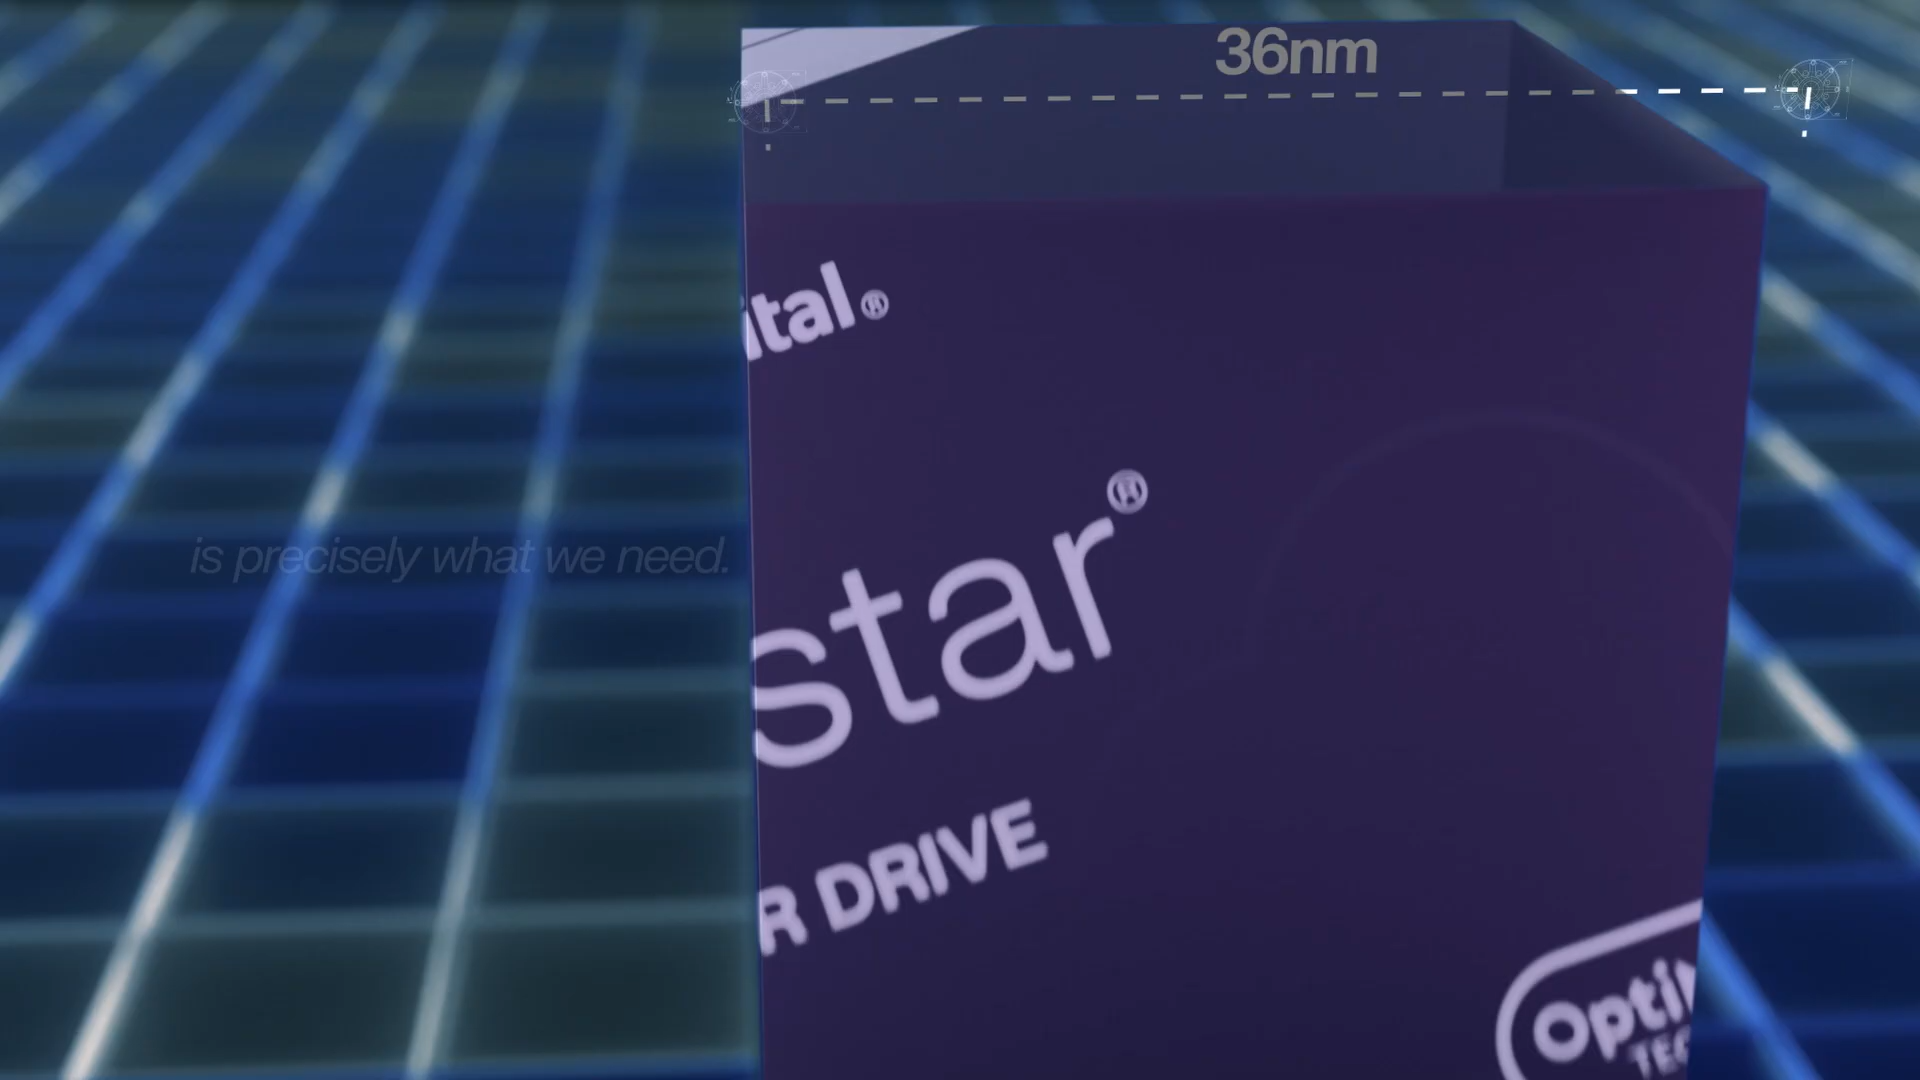 36nm
ital®
is precisely what we need.
star®
R DRIVE
Opti
TEC